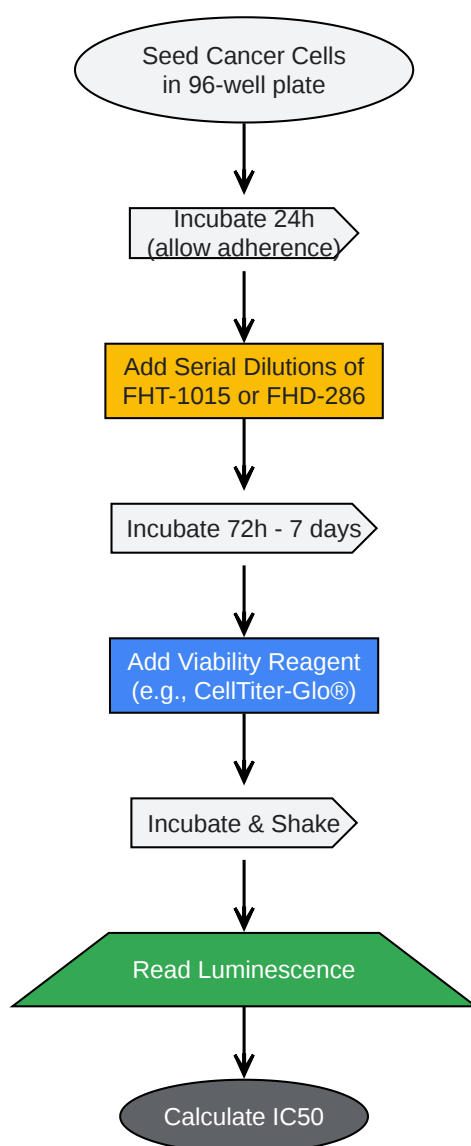 Seed Cancer Cells
in 96-well plate
Incubate 24h
(allow adherence)
Add Serial Dilutions of
FHT-1015 or FHD-286
Incubate 72h - 7 days
Add Viability Reagent
(e.g., CellTiter-Glo®)
Incubate & Shake
Read Luminescence
Calculate IC50